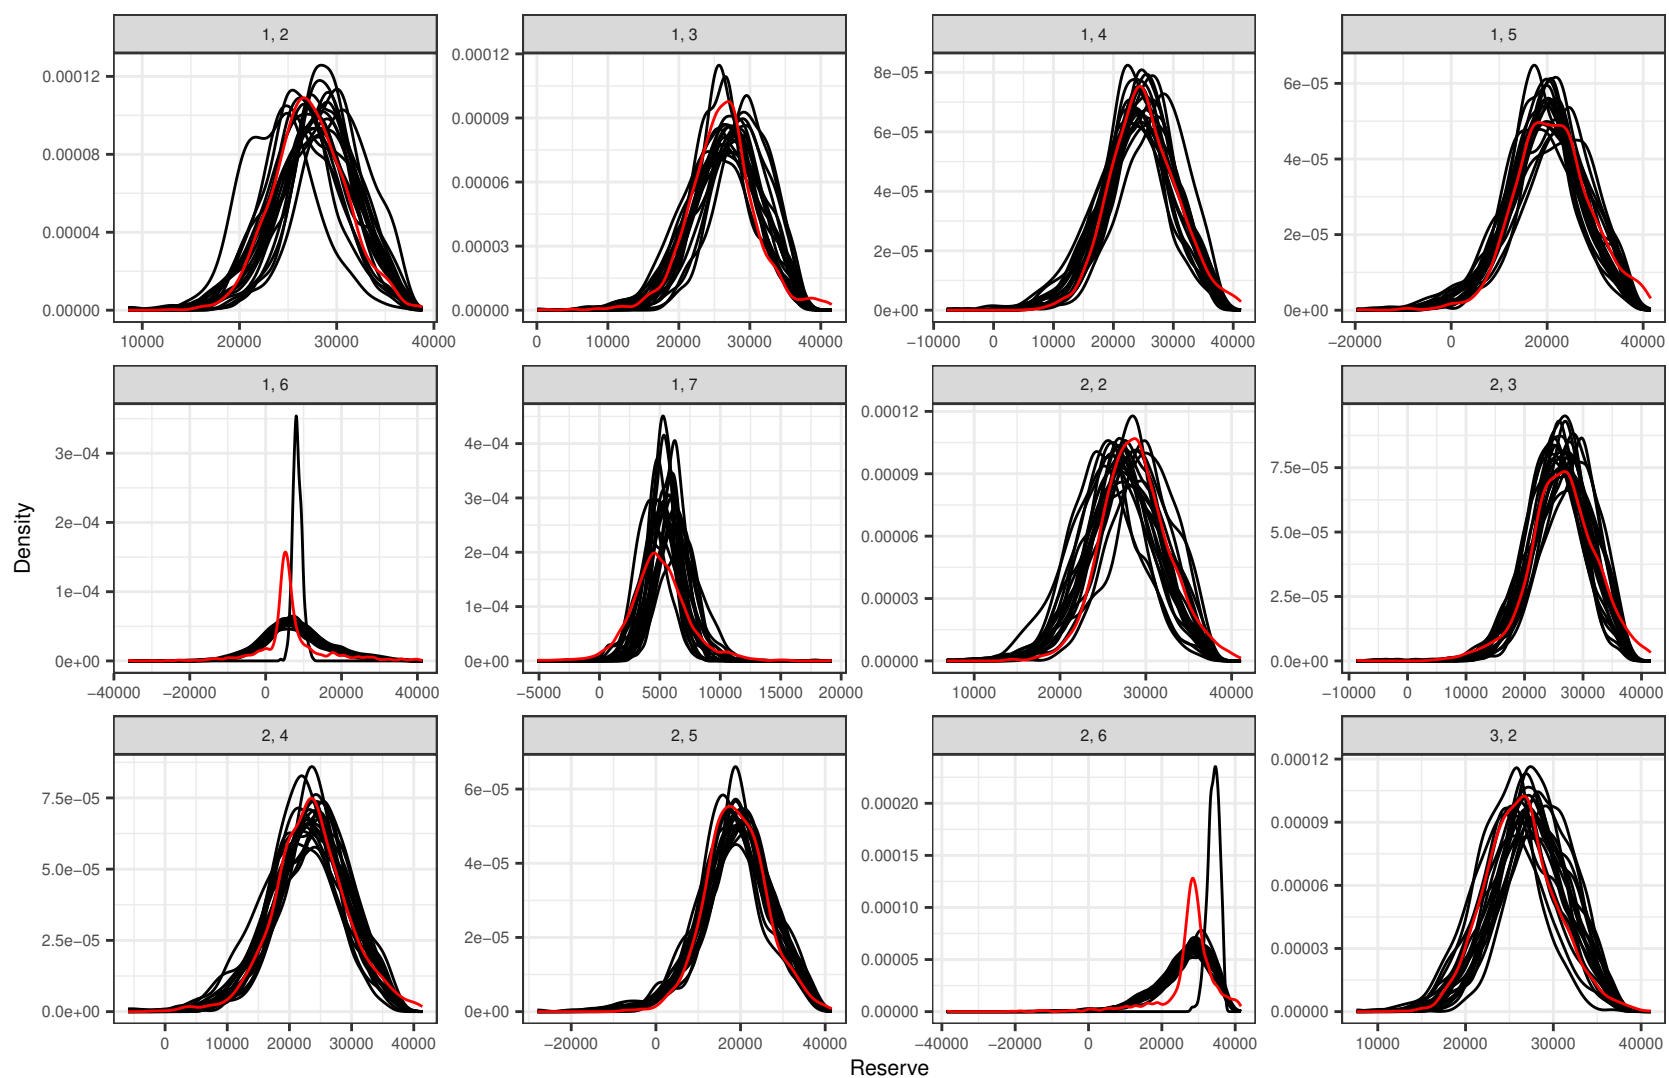 1, 2
1, 3
1, 4
1, 5
0.00012
0.00008
0.00004
0.00000
10000 20000 30000 40000
0.00012
0.00009
0.00006
0.00003
0.00000
0 10000 20000 30000 40000
8e−05
6e−05
4e−05
2e−05
0e+00
−10000 0 10000 20000 30000 40000
6e−05
4e−05
2e−05
0e+00
−20000 0 20000 40000
1, 6
1, 7
2, 2
2, 3
3e−04
2e−04
1e−04
0e+00
−40000 −20000 0 20000 40000
4e−04
3e−04
2e−04
1e−04
0e+00
−5000 0 5000 10000 15000 20000
0.00012
0.00009
0.00006
0.00003
0.00000
10000 20000 30000 40000
7.5e−05
5.0e−05
2.5e−05
0.0e+00
−10000 0 10000 20000 30000 40000
2, 4
2, 5
2, 6
3, 2
7.5e−05
5.0e−05
2.5e−05
0.0e+00
0 10000 20000 30000 40000
6e−05
4e−05
2e−05
0e+00
−20000 0 20000 40000
0.00020
0.00015
0.00010
0.00005
0.00000
−40000 −20000 0 20000 40000
0.00012
0.00009
0.00006
0.00003
0.00000
10000 20000 30000 40000
Density
Reserve